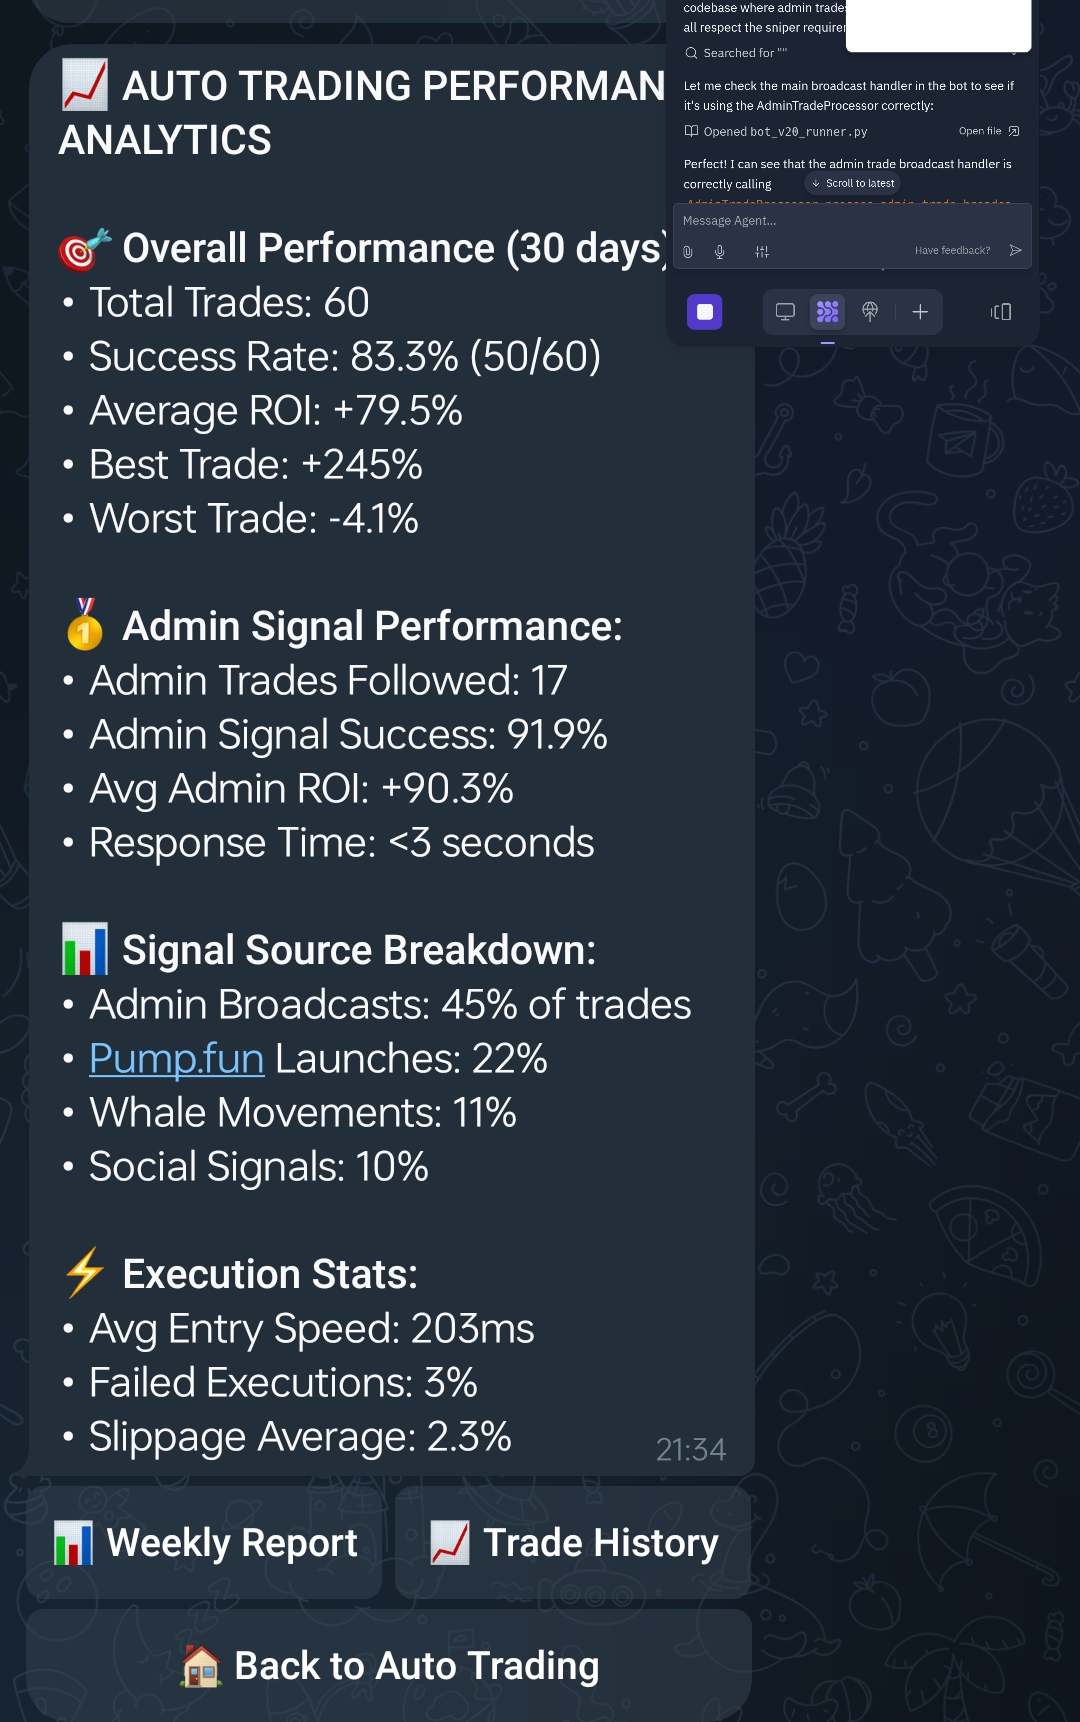 📈 AUTO TRADING PERFORMAN
ANALYTICS
🎯 Overall Performance (30 days)
• Total Trades: 60
• Success Rate: 83.3% (50/60)
• Average ROI: +79.5%
• Best Trade: +245%
• Worst Trade: -4.1%
🥇 Admin Signal Performance:
• Admin Trades Followed: 17
• Admin Signal Success: 91.9%
• Avg Admin ROI: +90.3%
• Response Time: <3 seconds
📊 Signal Source Breakdown:
• Admin Broadcasts: 45% of trades
• Pump.fun Launches: 22%
• Whale Movements: 11%
• Social Signals: 10%
⚡ Execution Stats:
• Avg Entry Speed: 203ms
• Failed Executions: 3%
• Slippage Average: 2.3%
21:34
📊 Weekly Report
📈 Trade History
🏠 Back to Auto Trading
codebase where admin trades
all respect the sniper requirem
Searched for ""
Let me check the main broadcast handler in the bot to see if
it's using the AdminTradeProcessor correctly:
Opened bot_v20_runner.py
Open file
Perfect! I can see that the admin trade broadcast handler is
correctly calling
Scroll to latest
Message Agent...
Have feedback?